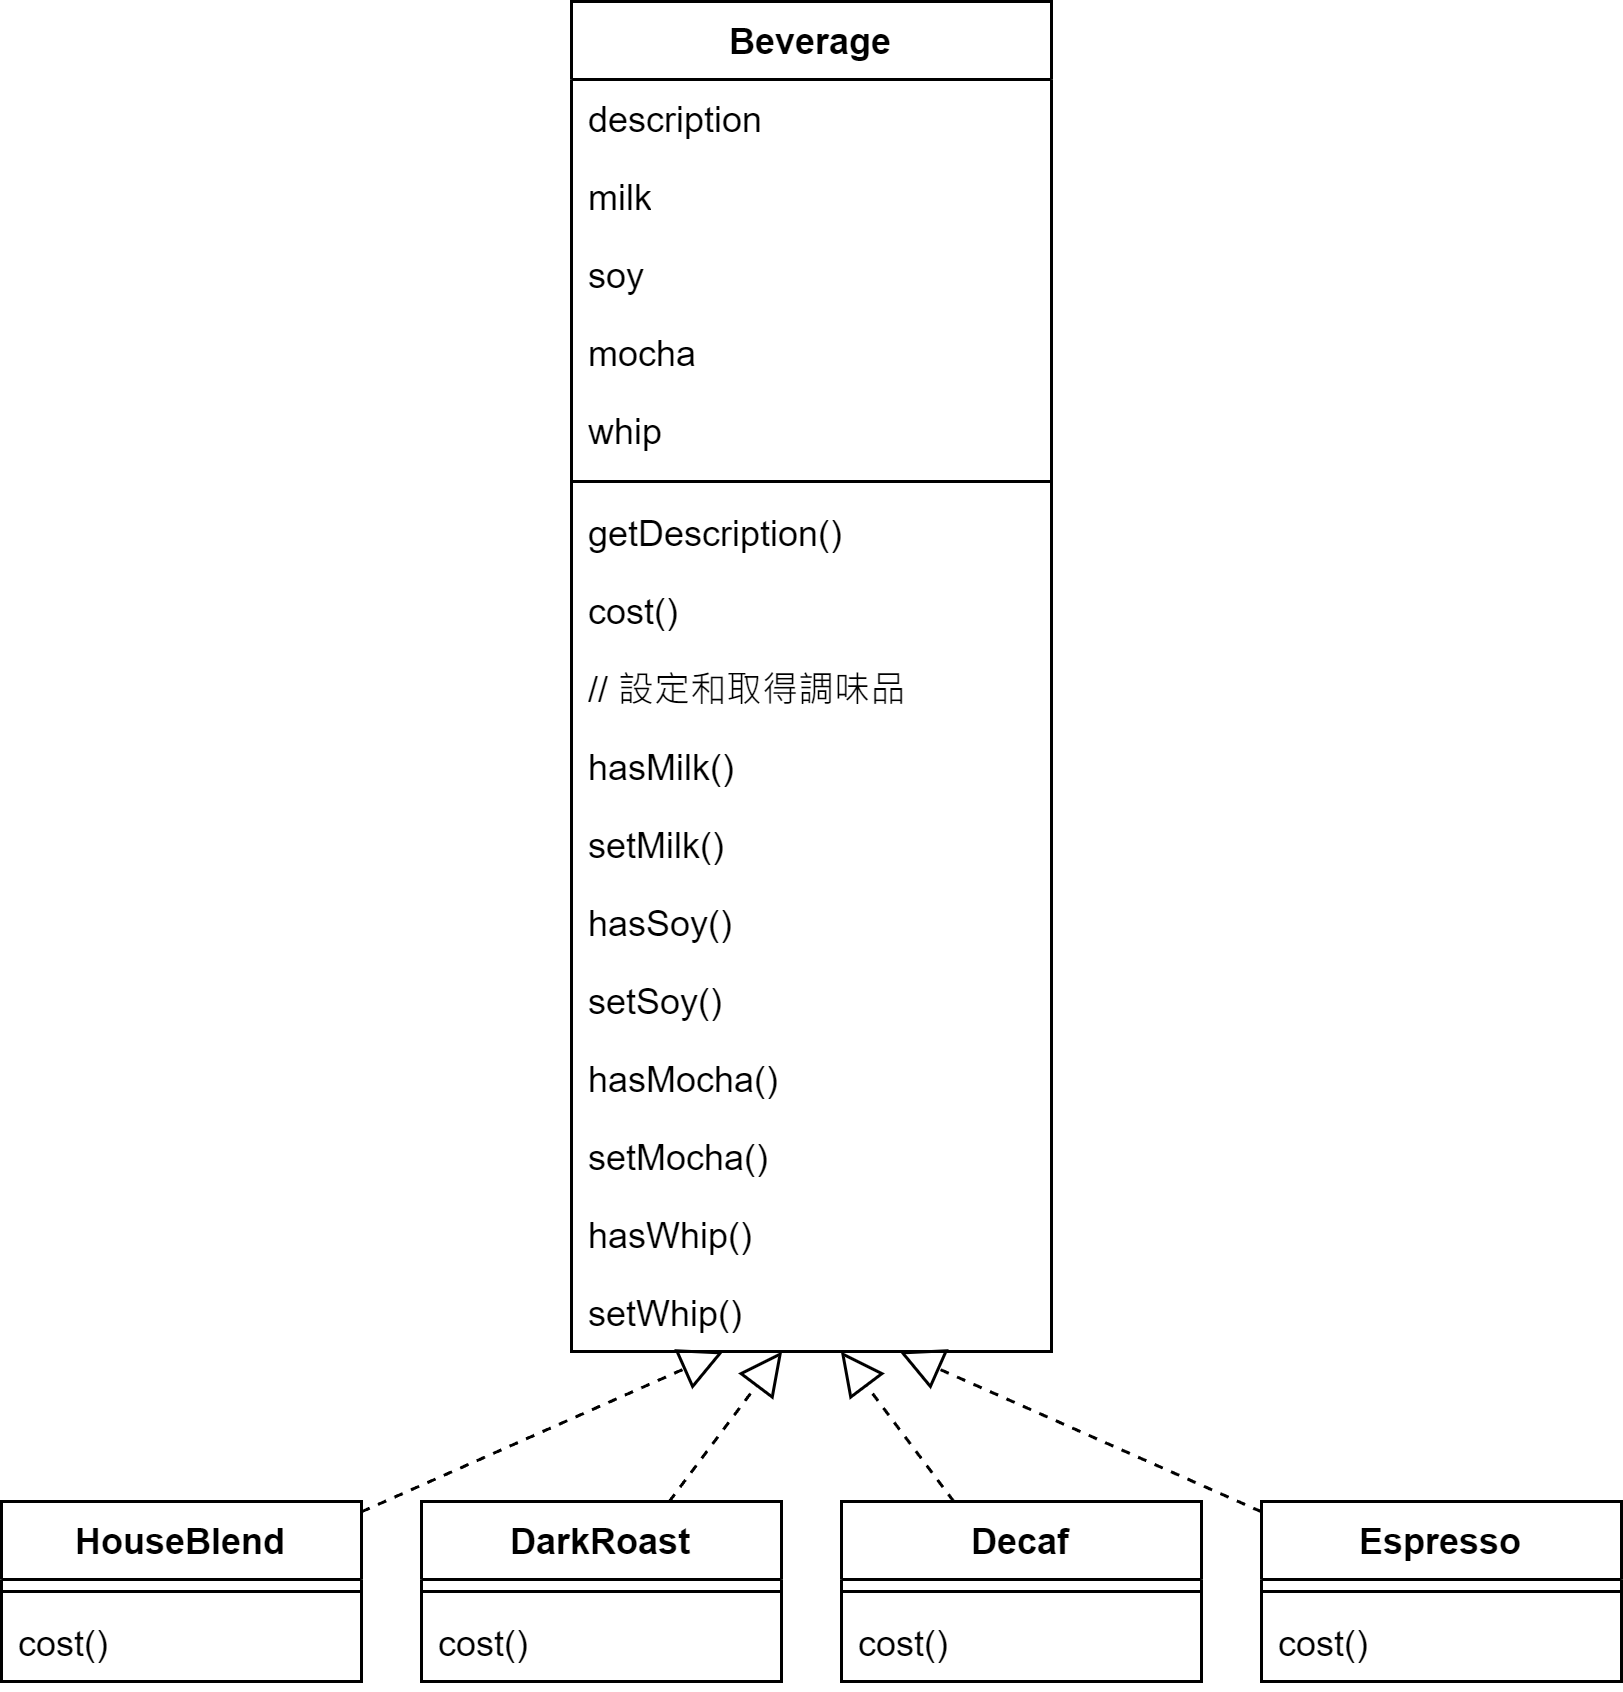 Beverage
description
milk
soy
mocha
whip
getDescription()
cost()
// 設定和取得調味品
hasMilk()
setMilk()
hasSoy()
setSoy()
hasMocha()
setMocha()
hasWhip()
setWhip()
HouseBlend
cost()
DarkRoast
cost()
Decaf
cost()
Espresso
cost()